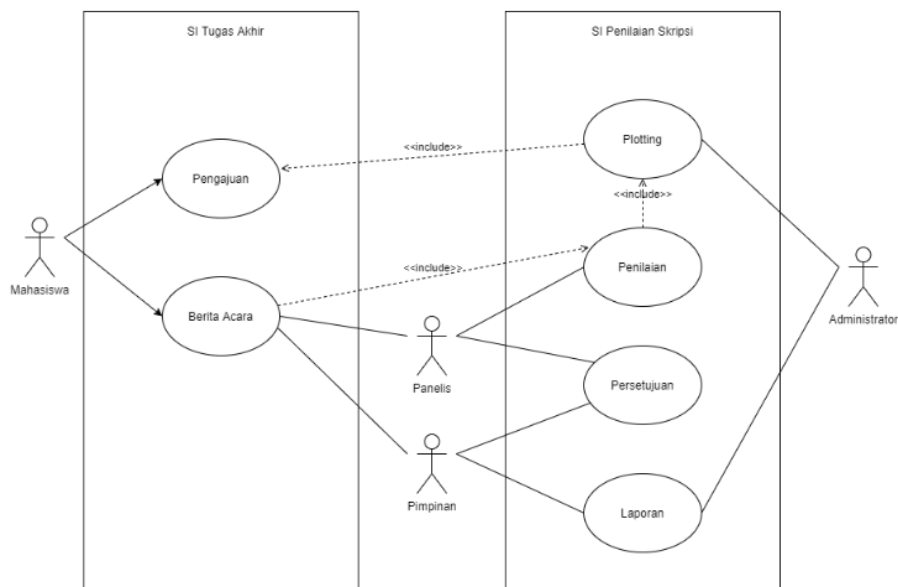 SI Tugas Akhir
SI Penilaian Skripsi
Plotting
<<include>>
Pengajuan
<<include>>
Mahasiswa
<<include>>
Penilaian
Berita Acara
Administrator
Panelis
Persetujuan
Pimpinan
Laporan